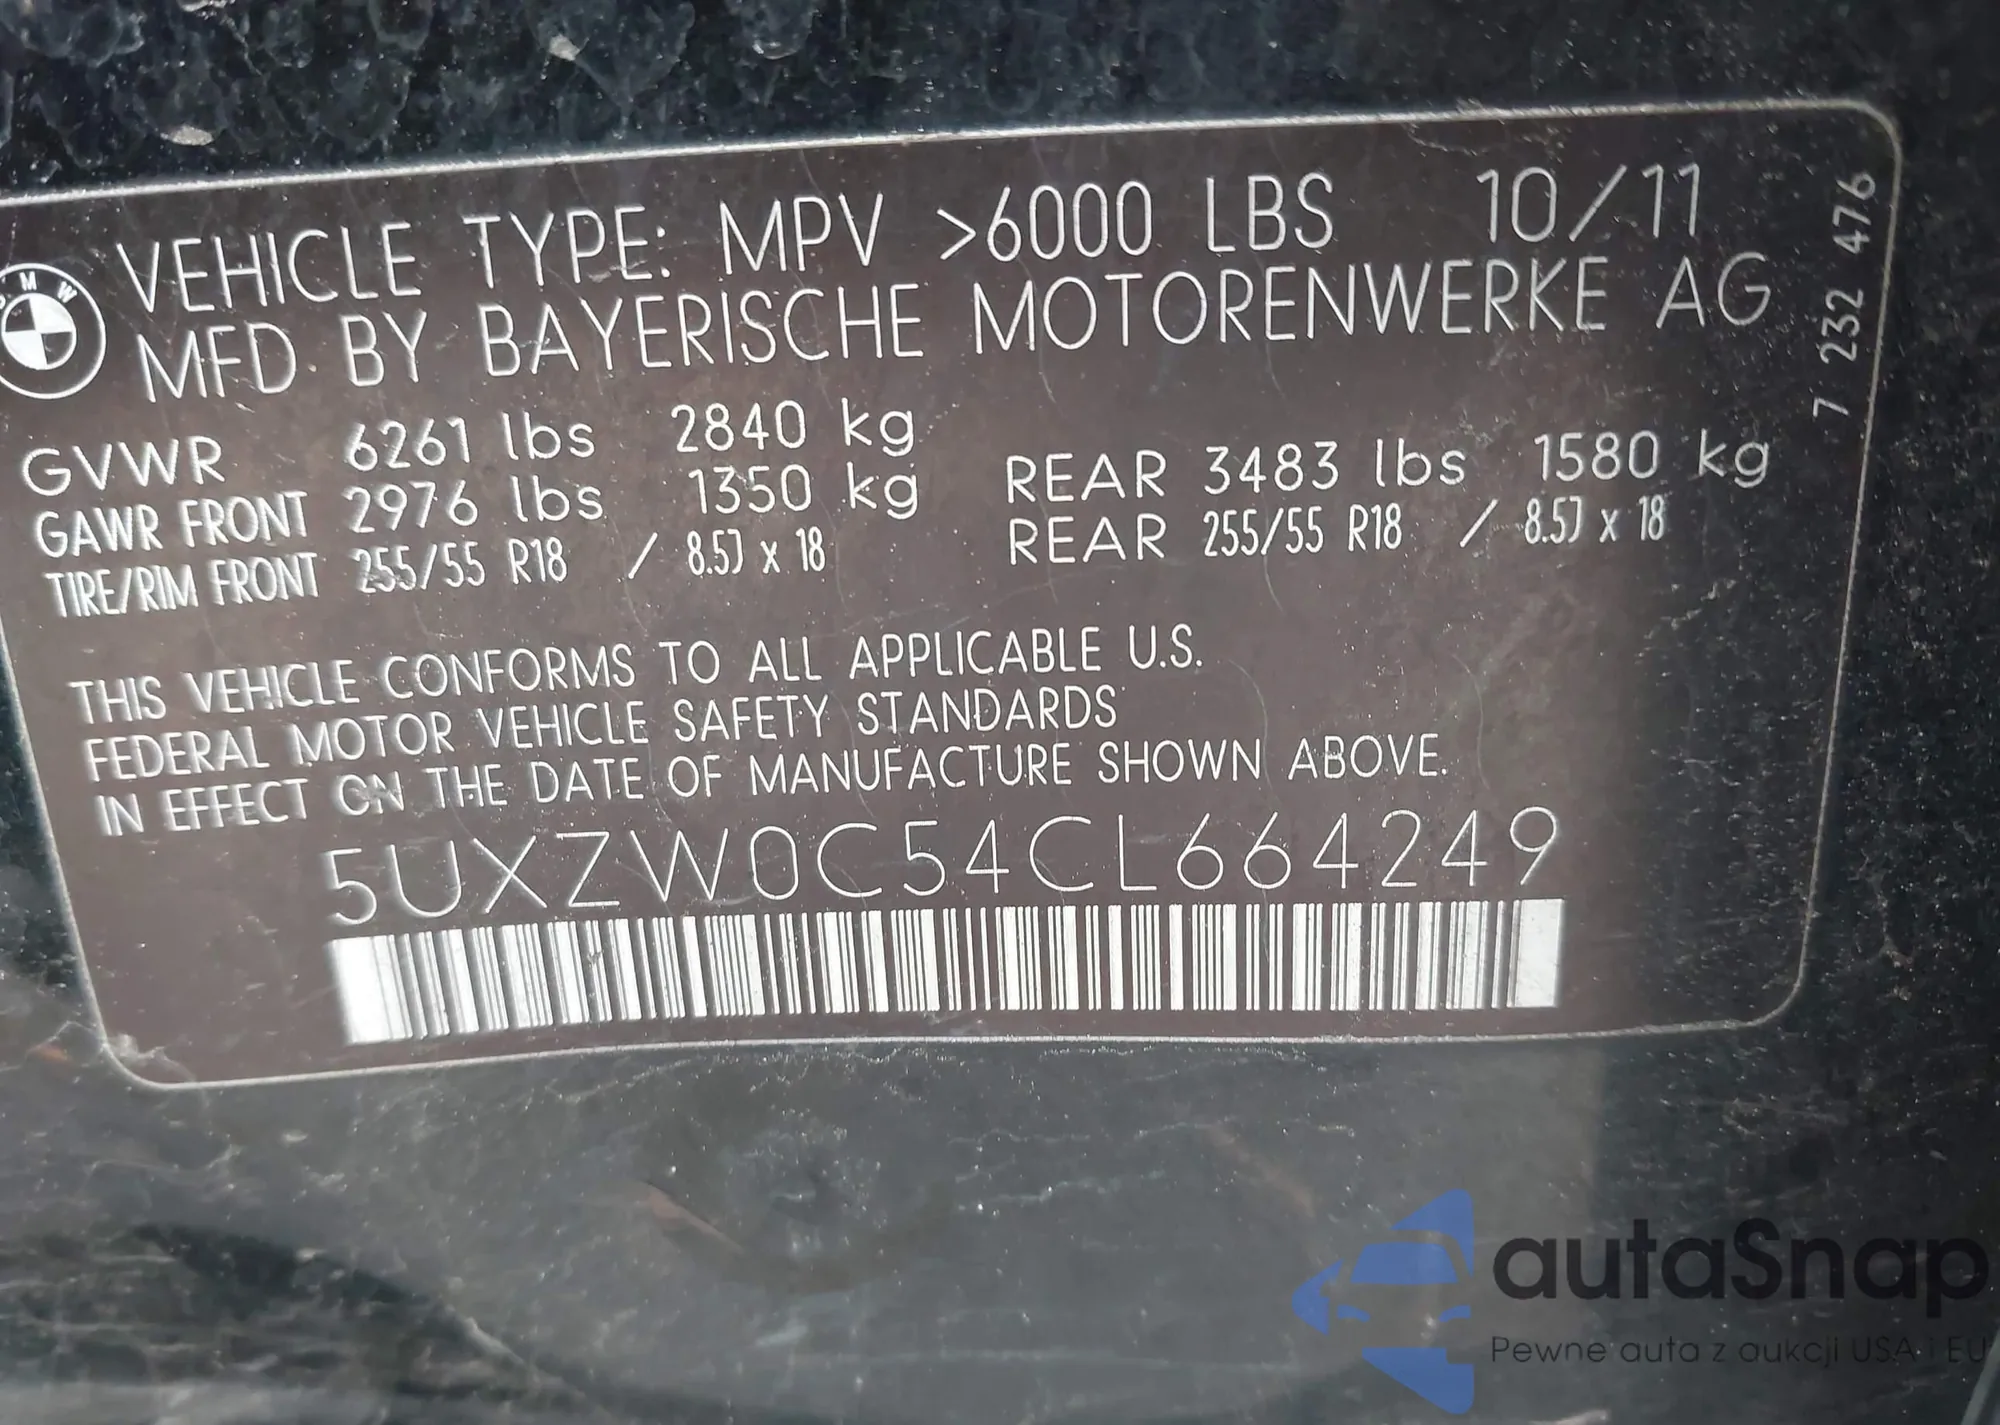 BMW
VEHICLE TYPE: MPV >6000 LBS 10/11
MFD BY BAYERISCHE MOTORENWERKE AG
7 232 476
GVWR 6261 lbs 2840 kg
GAWR FRONT 2976 lbs 1350 kg REAR 3483 lbs 1580 kg
TIRE/RIM FRONT 255/55 R18 / 8.5J x 18 REAR 255/55 R18 / 8.5J x 18
THIS VEHICLE CONFORMS TO ALL APPLICABLE U.S.
FEDERAL MOTOR VEHICLE SAFETY STANDARDS
IN EFFECT ON THE DATE OF MANUFACTURE SHOWN ABOVE.
5UXZW0C54CL664249
autaSnap
Pewne auta z aukcji USA i EU